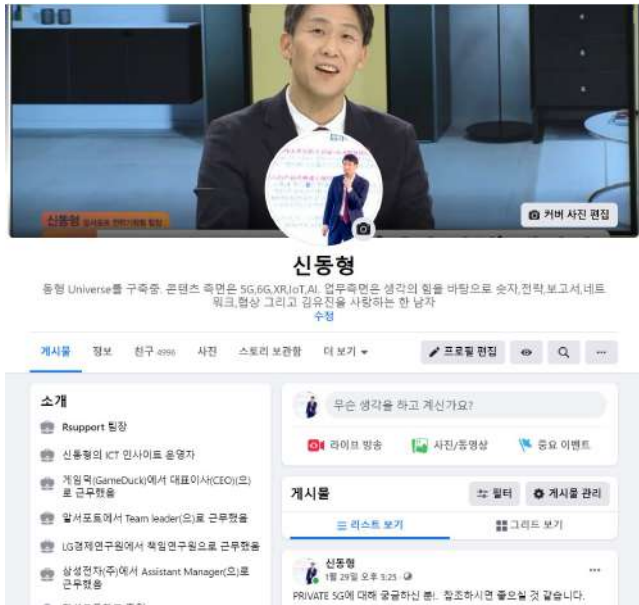 신동형
커버 사진 편집
신동형
동형 Universe를 구축중. 콘텐츠 측면은 5G,6G,XR,IoT,AI. 업무측면은 생각의 힘을 바탕으로 숫자,전략,보고서,네트
워크,협상 그리고 김유진을 사랑하는 한 남자
수정
게시물 정보 친구 4996 사진 스토리 보관함 더 보기 프로필 편집
소개
Rsupport 팀장
신동형의 ICT 인사이트 운영자
게임덕(GameDuck)에서 대표이사(CEO)(으)
로 근무했음
알서포트에서 Team leader(으)로 근무했음
LG경제연구원에서 책임연구원으로 근무했음
삼성전자(주)에서 Assistant Manager(으)로
근무했음
무슨 생각을 하고 계신가요?
라이브 방송 사진/동영상 중요 이벤트
게시물 필터 게시물 관리
리스트 보기 그리드 보기
신동형
1월 29일 오후 5:25
PRIVATE 5G에 대해 궁금하신 분!. 참조하시면 좋으실 것 같습니다.